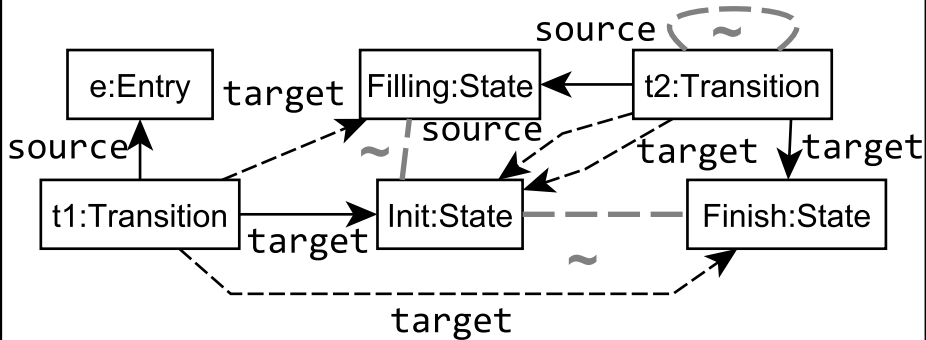 source
~
e:Entry
Filling:State
t2:Transition
target
source
source
~
target
target
t1:Transition
Init:State
Finish:State
target
~
target